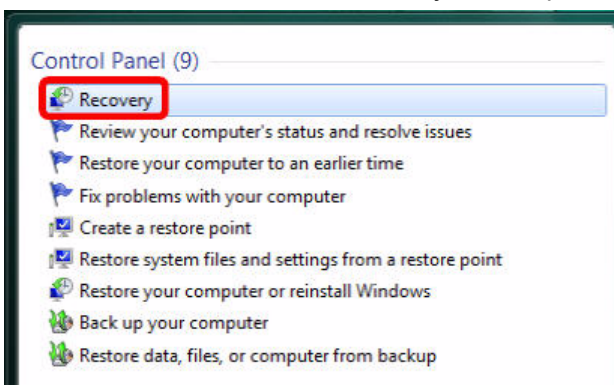 Control Panel (9)
Recovery
Review your computer's status and resolve issues
Restore your computer to an earlier time
Fix problems with your computer
Create a restore point
Restore system files and settings from a restore point
Restore your computer or reinstall Windows
Back up your computer
Restore data, files, or computer from backup